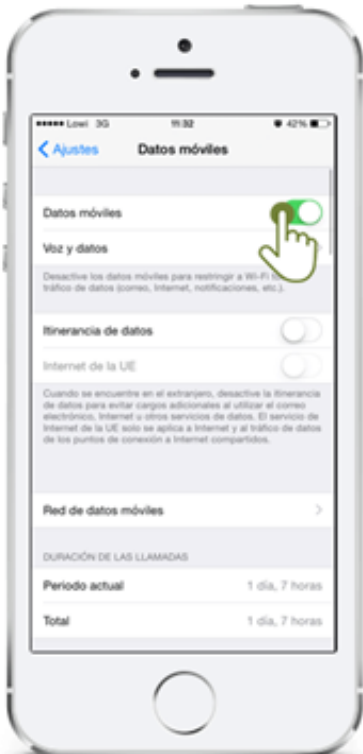 Lowi 3G 11:32 42%
Ajustes Datos móviles
Datos móviles
Voz y datos
Desactive los datos móviles para restringir a Wi-Fi
tráfico de datos (correo, Internet, notificaciones, etc.).
Itinerancia de datos
Internet de la UE
Cuando se encuentre en el extranjero, desactive la itinerancia
de datos para evitar cargos adicionales al utilizar el correo
electrónico, Internet u otros servicios de datos. El servicio de
Internet de la UE solo se aplica a Internet y al tráfico de datos
de los puntos de conexión a Internet compartidos.
Red de datos móviles
DURACIÓN DE LAS LLAMADAS
Periodo actual 1 día, 7 horas
Total 1 día, 7 horas